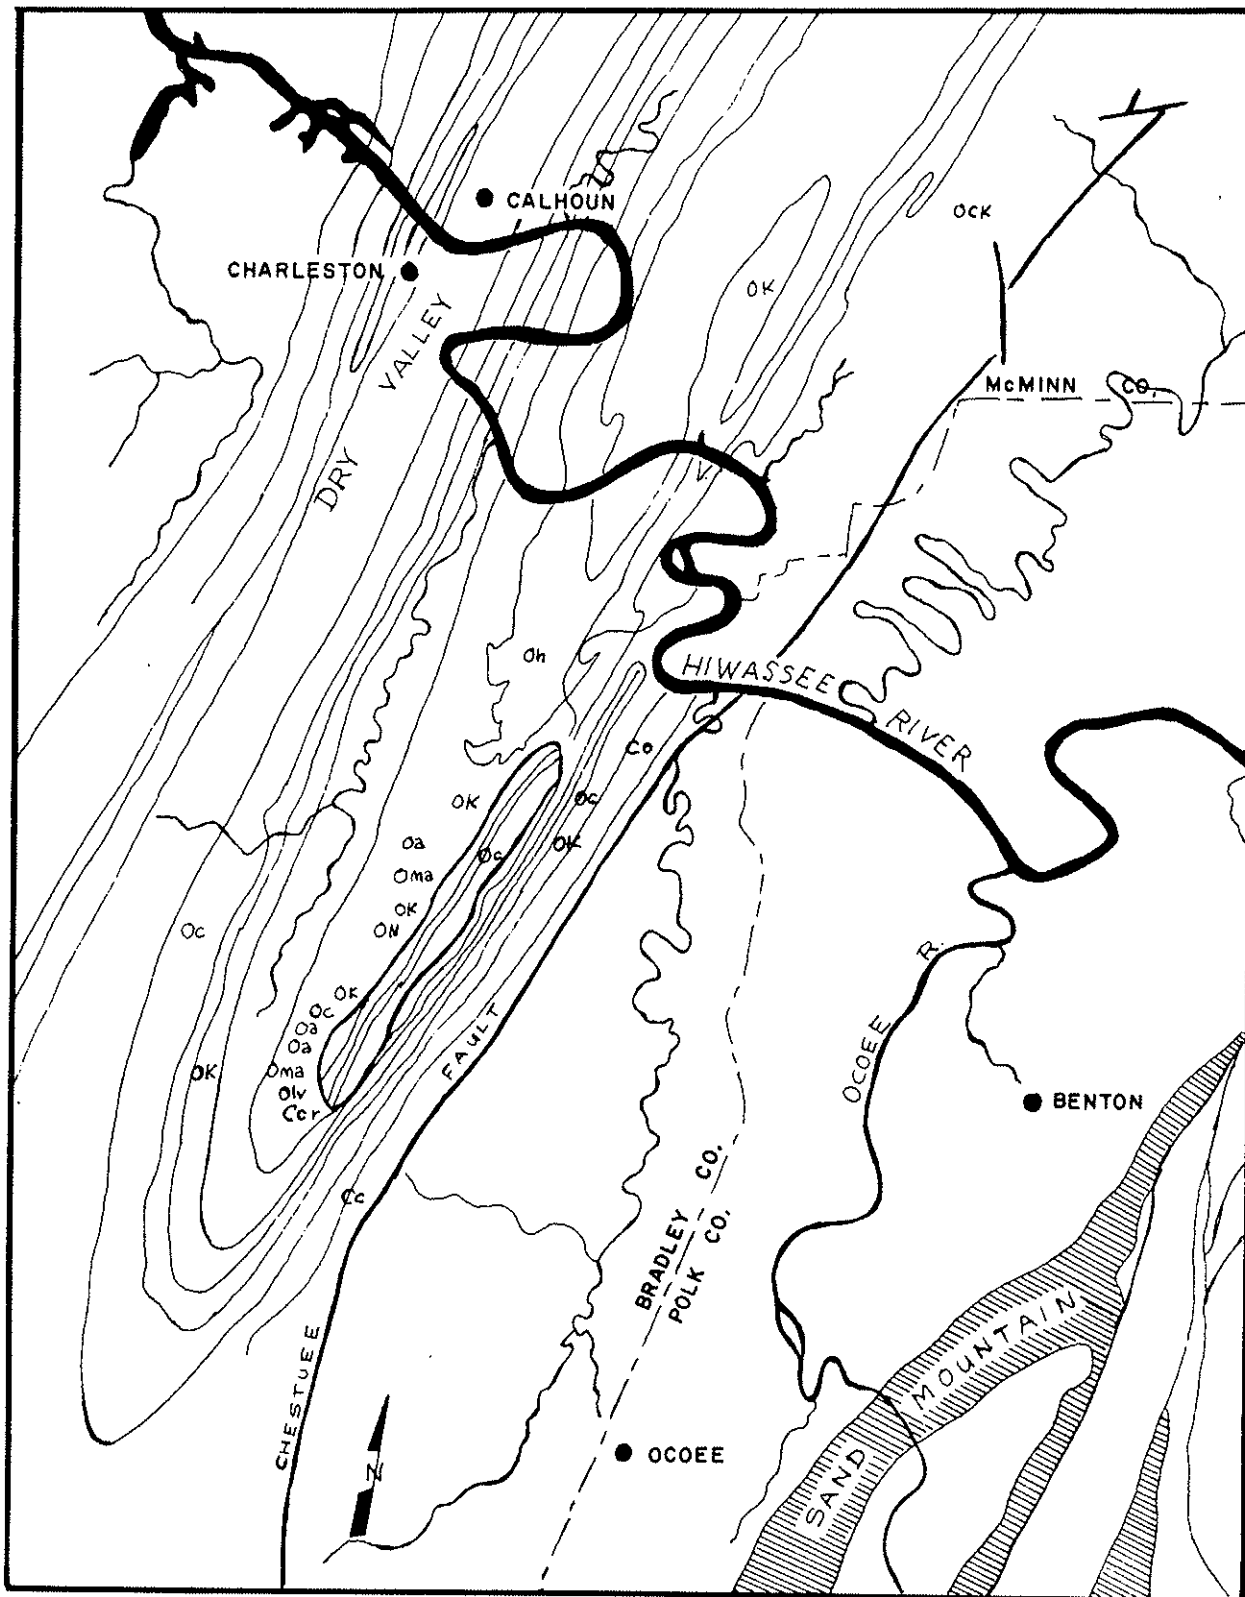 CALHOUN
OCK
CHARLESTON
OK
DRY VALLEY
McMINN CO,
Oh
HIWASSEE RIVER
CO
OK
Oc
Oa
Oc
OK
Oma
OK
ON
Oc
OCOEE R.
OK
Oc
Oa
Oa
OK
Oma
Olv
Cor
BENTON
Cc
BRADLEY CO.
POLK CO,
SAND MOUNTAIN
CHESTUEE FAULT
N
OCOEE